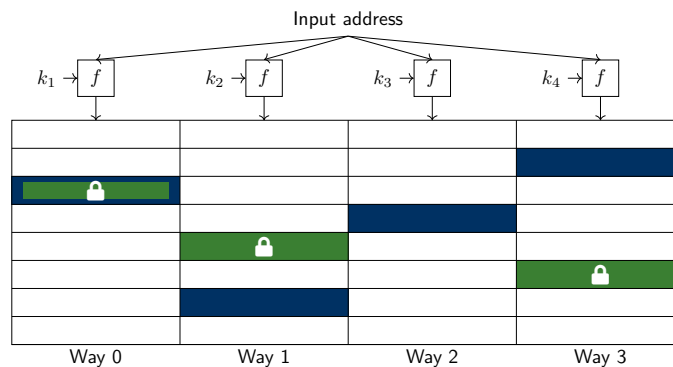 Input address
k₁ f k₂ f k₃ f k₄ f
Way 0 Way 1 Way 2 Way 3